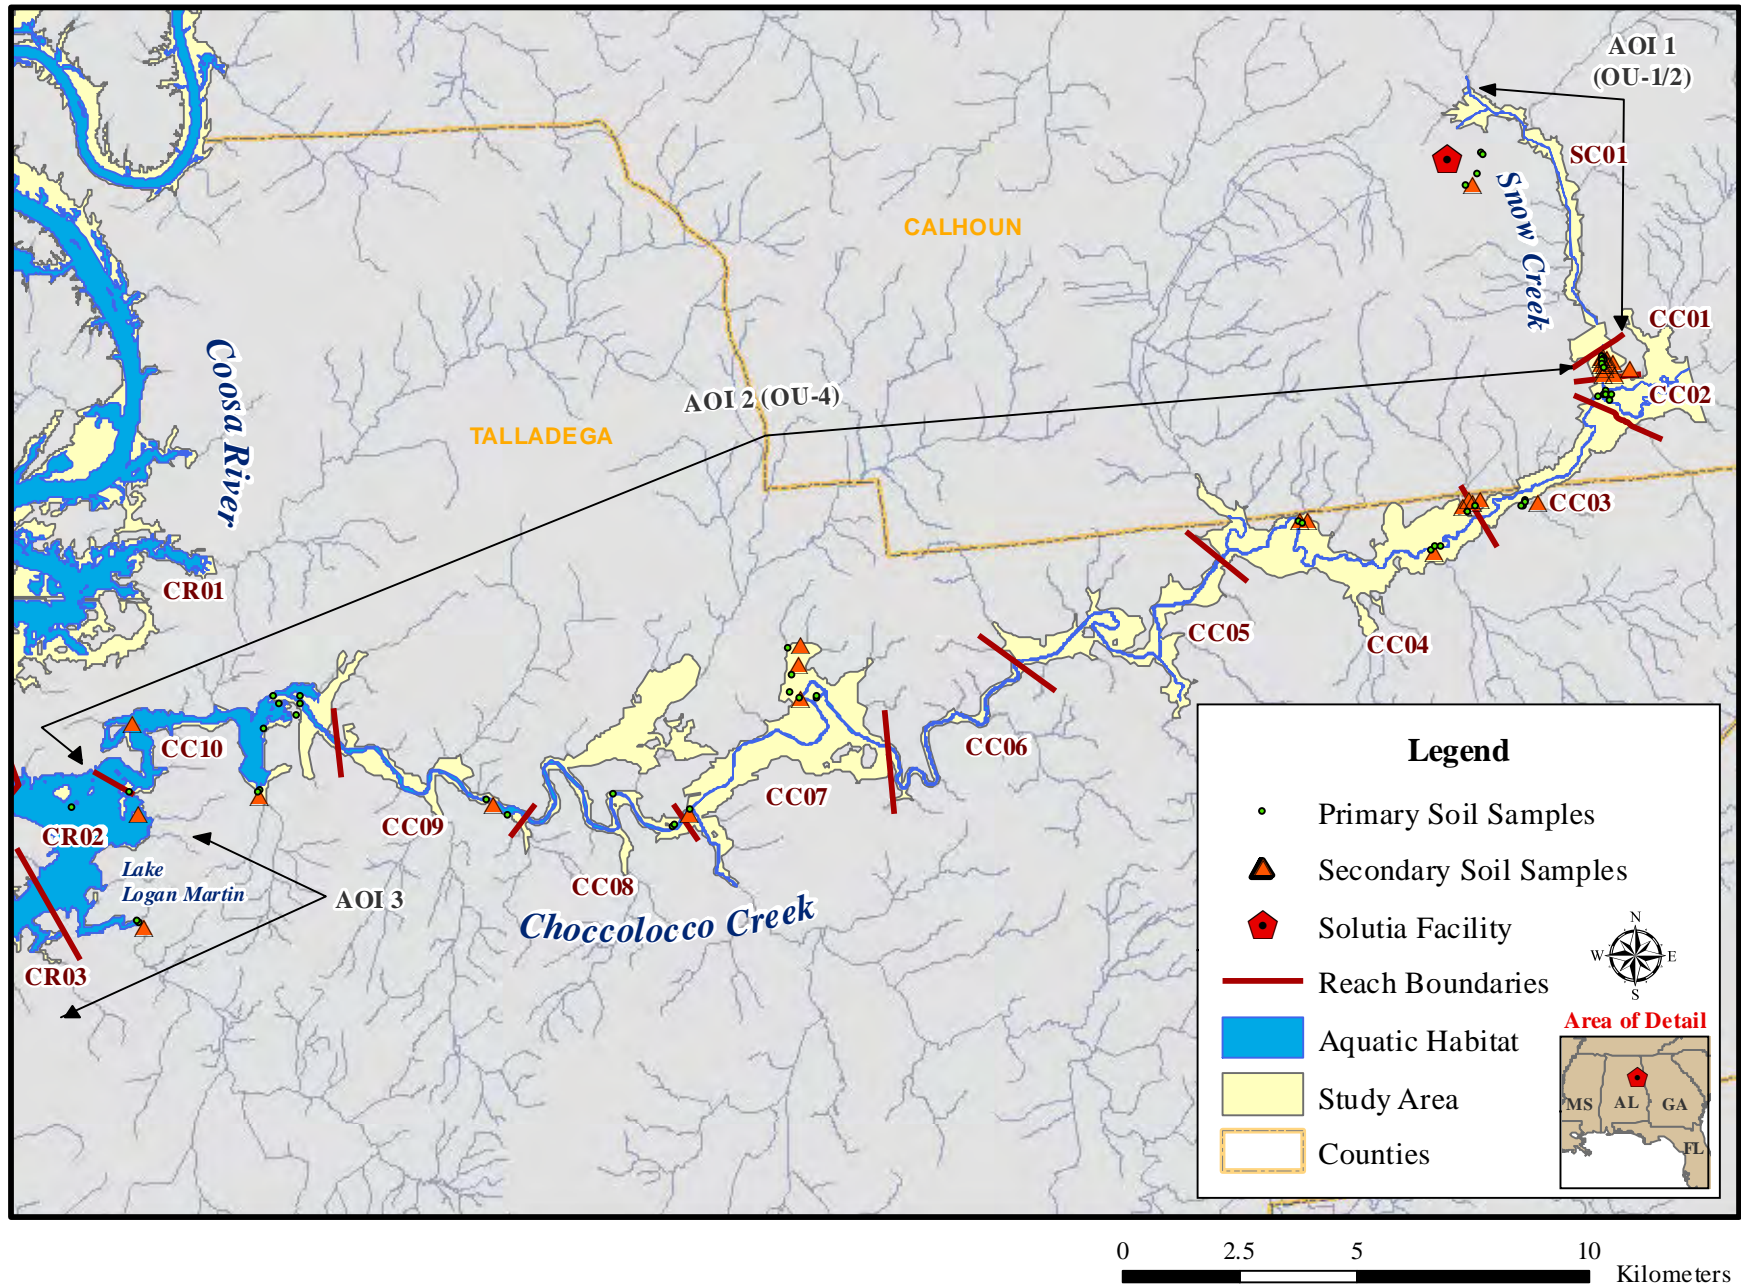 AOI 1
(OU-1/2)
SC01
Snow Creek
CALHOUN
CC01
Coosa River
AOI 2 (OU-4)
CC02
TALLADEGA
CC03
CR01
CC05
CC04
CC10
CC06
CC07
CR02
CC09
Lake
Logan Martin
CC08
AOI 3
Choccolocco Creek
CR03
Legend
Primary Soil Samples
Secondary Soil Samples
Solutia Facility
Reach Boundaries
Aquatic Habitat
Study Area
Counties
N
W E
S
Area of Detail
MS AL GA
FL
0 2.5 5 10
Kilometers